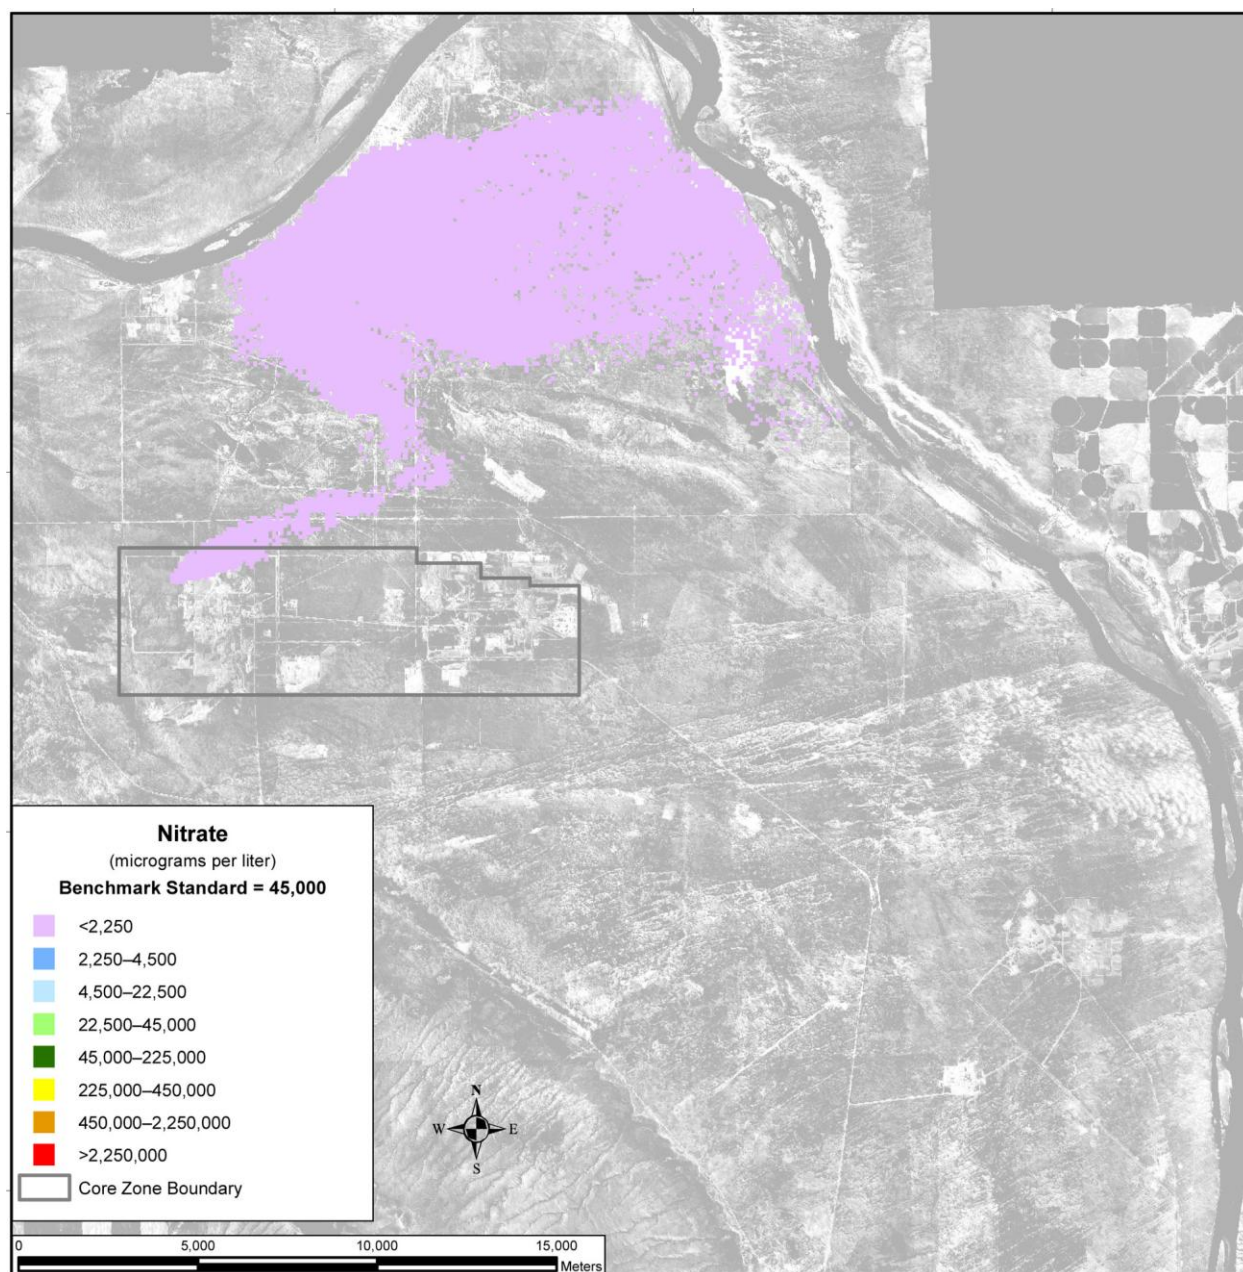 Nitrate
(micrograms per liter)
Benchmark Standard = 45,000
<2,250
2,250–4,500
4,500–22,500
22,500–45,000
45,000–225,000
225,000–450,000
450,000–2,250,000
>2,250,000
Core Zone Boundary
N
W E
S
0 5,000 10,000 15,000
Meters